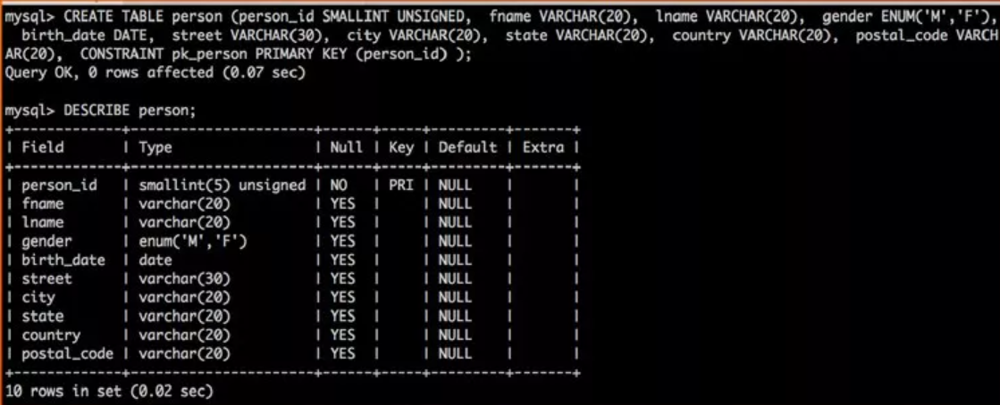 mysql> CREATE TABLE person (person_id SMALLINT UNSIGNED,  fname VARCHAR(20),  lname VARCHAR(20),  gender ENUM('M','F'),
  birth_date DATE,  street VARCHAR(30),  city VARCHAR(20),  state VARCHAR(20),  country VARCHAR(20),  postal_code VARCH
AR(20),  CONSTRAINT pk_person PRIMARY KEY (person_id) );
Query OK, 0 rows affected (0.07 sec)

mysql> DESCRIBE person;
+-------------+----------------------+------+-----+---------+-------+
| Field       | Type                 | Null | Key | Default | Extra |
+-------------+----------------------+------+-----+---------+-------+
| person_id   | smallint(5) unsigned | NO   | PRI | NULL    |       |
| fname       | varchar(20)          | YES  |     | NULL    |       |
| lname       | varchar(20)          | YES  |     | NULL    |       |
| gender      | enum('M','F')        | YES  |     | NULL    |       |
| birth_date  | date                 | YES  |     | NULL    |       |
| street      | varchar(30)          | YES  |     | NULL    |       |
| city        | varchar(20)          | YES  |     | NULL    |       |
| state       | varchar(20)          | YES  |     | NULL    |       |
| country     | varchar(20)          | YES  |     | NULL    |       |
| postal_code | varchar(20)          | YES  |     | NULL    |       |
+-------------+----------------------+------+-----+---------+-------+
10 rows in set (0.02 sec)